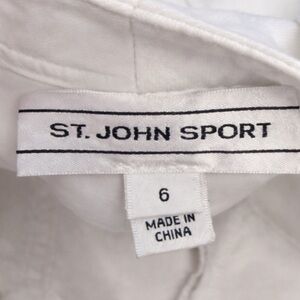 ST. JOHN SPORT
6
MADE IN
CHINA